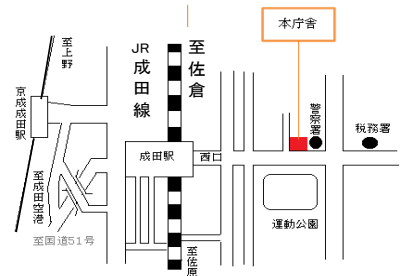 本庁舎
至上野
JR成田線
至佐倉
京成成田駅
警察署
税務署
成田駅
西口
至成田空港
運動公園
至国道51号
至佐原